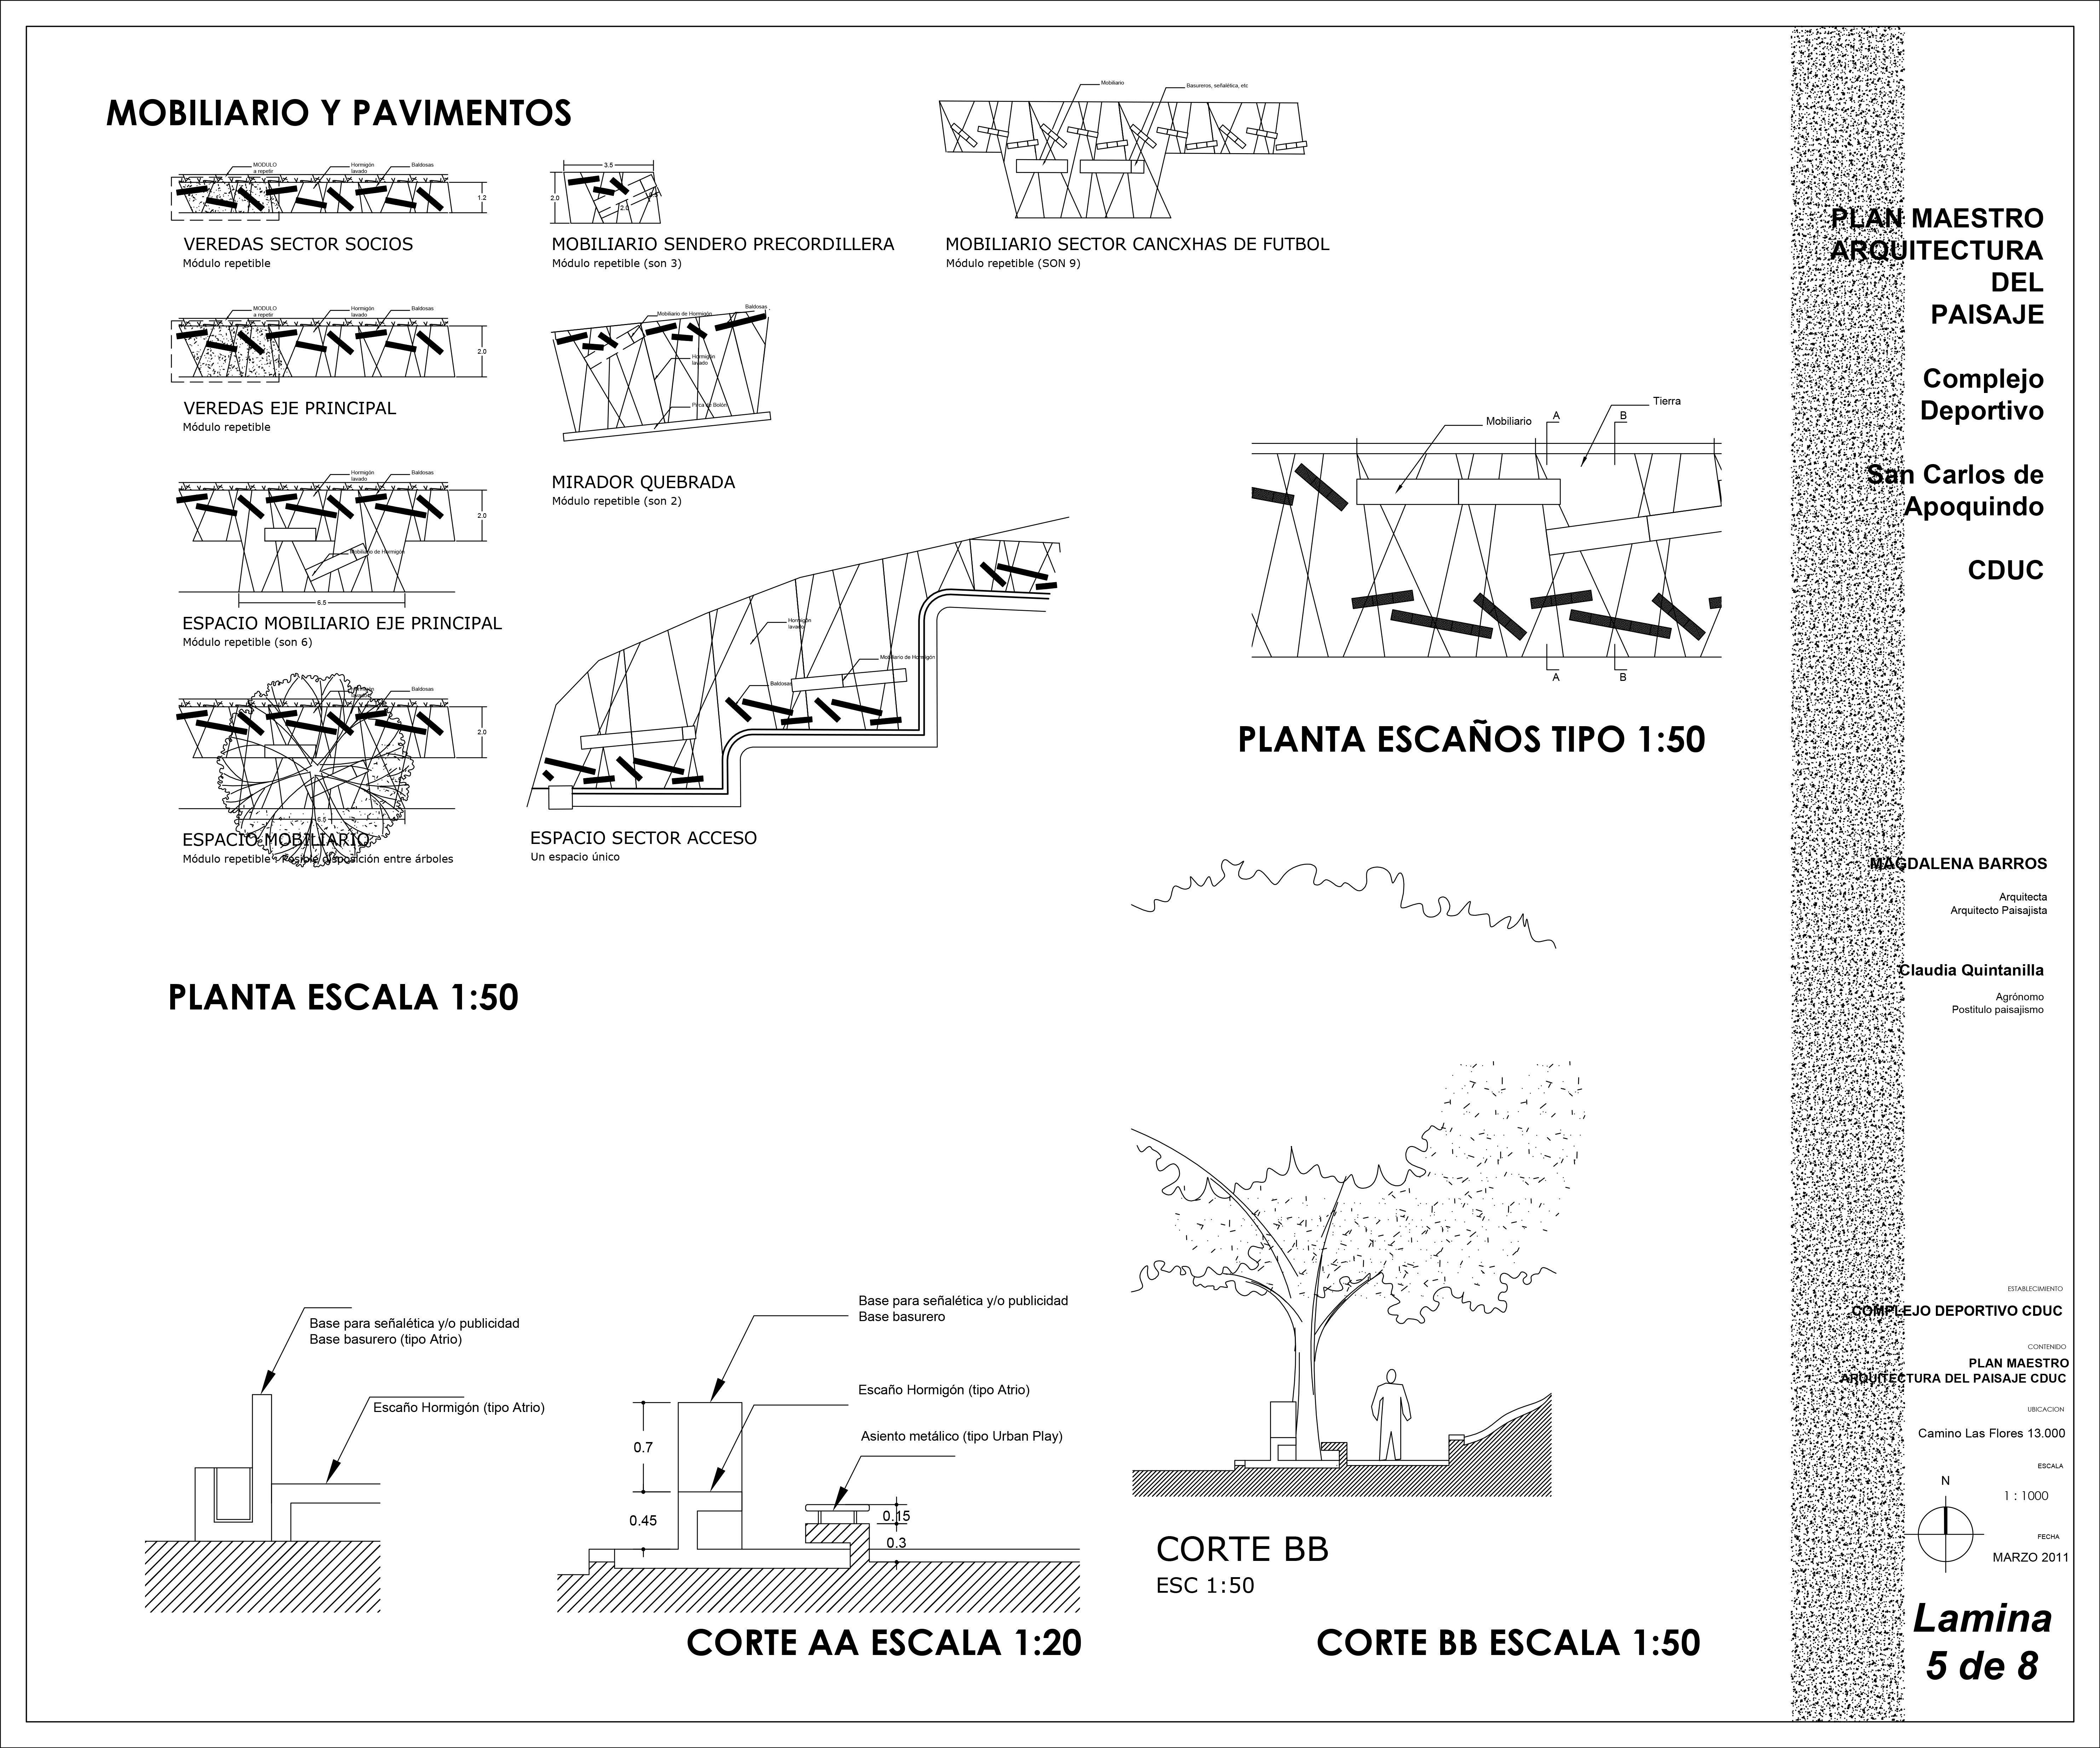 MOBILIARIO Y PAVIMENTOS
MODULO
a repetir
Hormigón
lavado
Baldosas
1.2
VEREDAS SECTOR SOCIOS
Módulo repetible
3.5
2.0
2.0
MOBILIARIO SENDERO PRECORDILLERA
Módulo repetible (son 3)
Mobiliario
Basureros, señalética, etc
MOBILIARIO SECTOR CANCXHAS DE FUTBOL
Módulo repetible (SON 9)
MODULO
a repetir
Hormigón
lavado
Baldosas
2.0
VEREDAS EJE PRINCIPAL
Módulo repetible
Mobiliario de Hormigón
Baldosas
Hormigón
lavado
Pirca de Bolón
MIRADOR QUEBRADA
Módulo repetible (son 2)
Hormigón
lavado
Baldosas
2.0
Mobiliario de Hormigón
6.5
ESPACIO MOBILIARIO EJE PRINCIPAL
Módulo repetible (son 6)
Hormigón
lavado
Baldosas
2.0
6.5
ESPACIO MOBILIARIO
Módulo repetible - Posible disposición entre árboles
Hormigón
lavado
Mobiliario de Hormigón
Baldosas
ESPACIO SECTOR ACCESO
Un espacio único
Mobiliario
A
B
Tierra
A
B
PLANTA ESCAÑOS TIPO 1:50
PLANTA ESCALA 1:50
Base para señalética y/o publicidad
Base basurero (tipo Atrio)
Escaño Hormigón (tipo Atrio)
Base para señalética y/o publicidad
Base basurero
Escaño Hormigón (tipo Atrio)
Asiento metálico (tipo Urban Play)
0.7
0.45
0.15
0.3
CORTE AA ESCALA 1:20
CORTE BB
ESC 1:50
CORTE BB ESCALA 1:50
PLAN MAESTRO
ARQUITECTURA
DEL
PAISAJE
Complejo
Deportivo
San Carlos de
Apoquindo
CDUC
MAGDALENA BARROS
Arquitecta
Arquitecto Paisajista
Claudia Quintanilla
Agrónomo
Postitulo paisajismo
ESTABLECIMIENTO
COMPLEJO DEPORTIVO CDUC
CONTENIDO
PLAN MAESTRO
ARQUITECTURA DEL PAISAJE CDUC
UBICACION
Camino Las Flores 13.000
ESCALA
N
1 : 1000
FECHA
MARZO 2011
Lamina
5 de 8